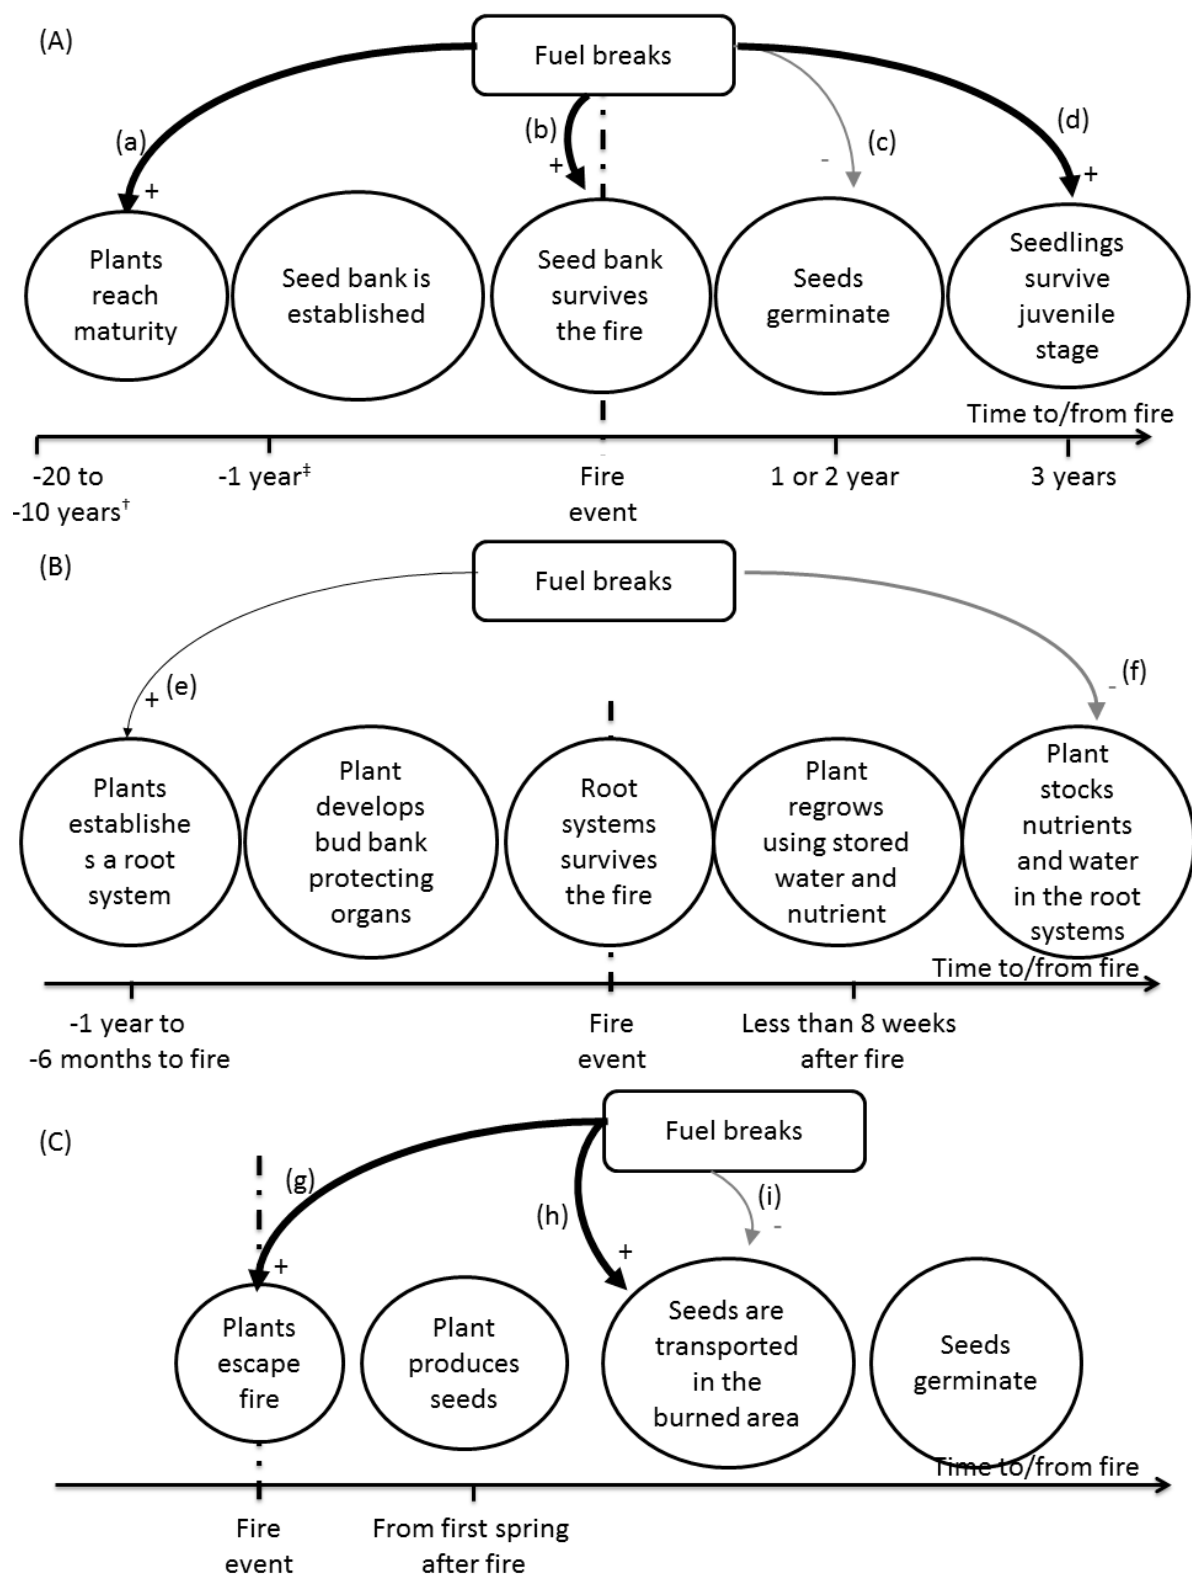 (A)
Fuel breaks
(a)
+
(b)
+
(c)
-
(d)
+
Plants
reach
maturity
Seed bank is
established
Seed bank
survives
the fire
Seeds
germinate
Seedlings
survive
juvenile
stage
Time to/from fire
-20 to
-10 years†
-1 year‡
Fire
event
1 or 2 year
3 years
(B)
Fuel breaks
+ (e)
- (f)
Plants
establishe
s a root
system
Plant
develops
bud bank
protecting
organs
Root
systems
survives
the fire
Plant
regrows
using stored
water and
nutrient
Plant
stocks
nutrients
and water
in the root
systems
Time to/from fire
-1 year to
-6 months to fire
Fire
event
Less than 8 weeks
after fire
(C)
Fuel breaks
(g)
+
(h)
+
(i)
-
Plants
escape
fire
Plant
produces
seeds
Seeds are
transported
in the
burned area
Seeds
germinate
Time to/from fire
Fire
event
From first spring
after fire